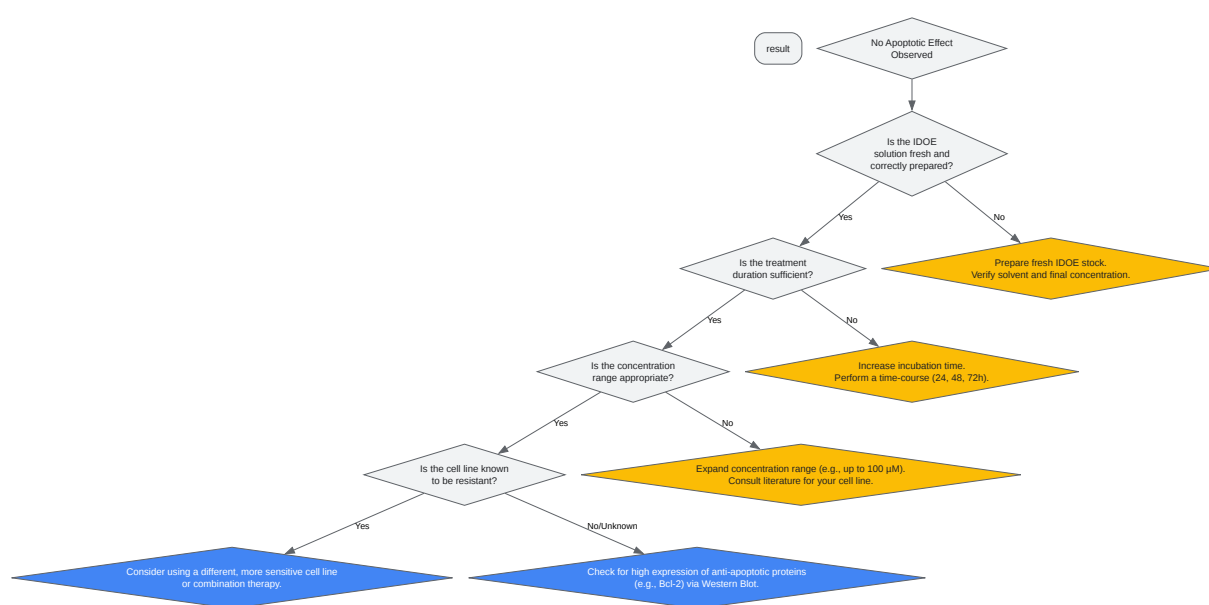 result
No Apoptotic Effect
Observed
Is the IDOE
solution fresh and
correctly prepared?
Yes
No
Is the treatment
duration sufficient?
Prepare fresh IDOE stock.
Verify solvent and final concentration.
Yes
No
Is the concentration
range appropriate?
Increase incubation time.
Perform a time-course (24, 48, 72h).
Yes
No
Is the cell line known
to be resistant?
Expand concentration range (e.g., up to 100 µM).
Consult literature for your cell line.
Yes
No/Unknown
Consider using a different, more sensitive cell line
or combination therapy.
Check for high expression of anti-apoptotic proteins
(e.g., Bcl-2) via Western Blot.